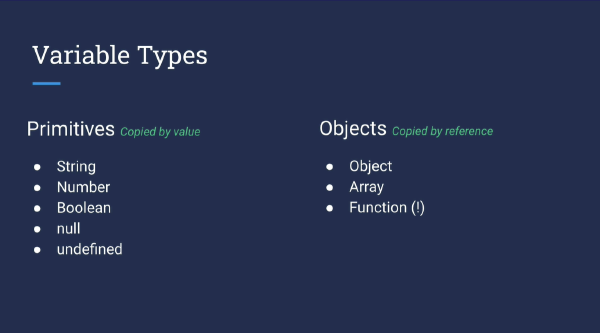 Variable Types
Primitives Copied by value
● String
● Number
● Boolean
● null
● undefined
Objects Copied by reference
● Object
● Array
● Function (!)